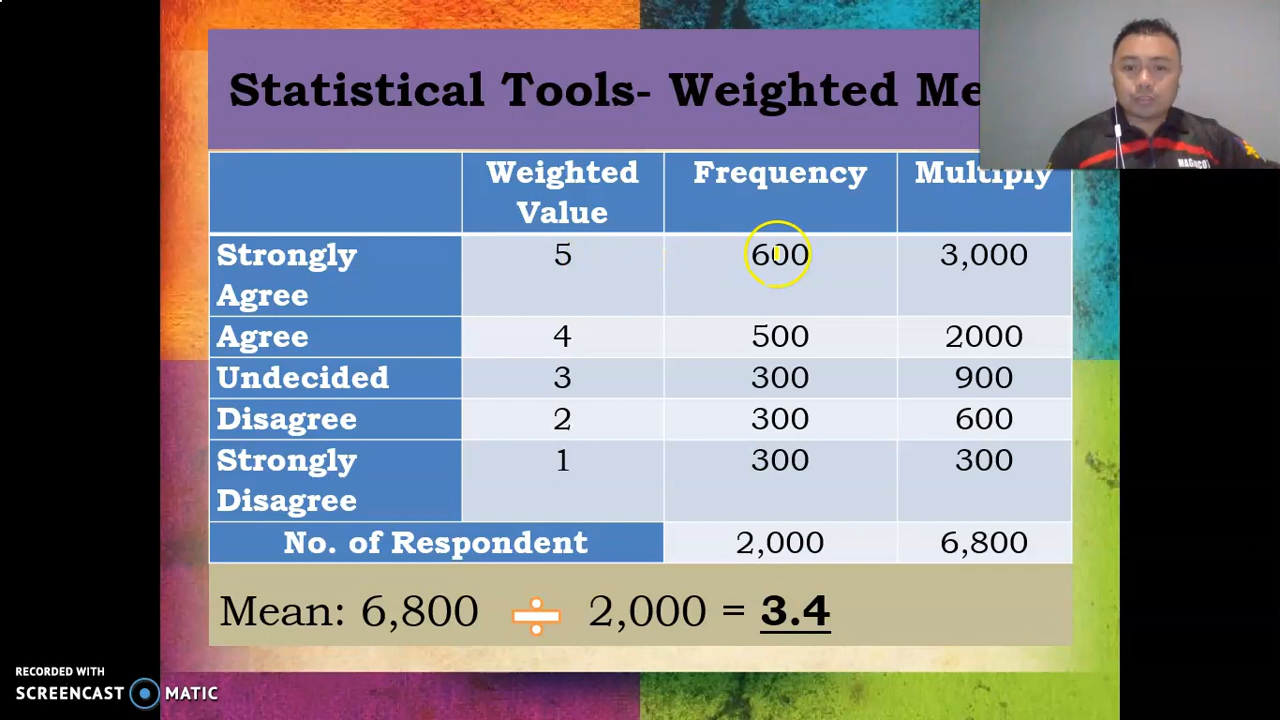 Statistical Tools- Weighted Me
Weighted Value Frequency Multiply
Strongly Agree 5 600 3,000
Agree 4 500 2000
Undecided 3 300 900
Disagree 2 300 600
Strongly Disagree 1 300 300
No. of Respondent 2,000 6,800
Mean: 6,800 ÷ 2,000 = 3.4
RECORDED WITH
SCREENCAST MATIC